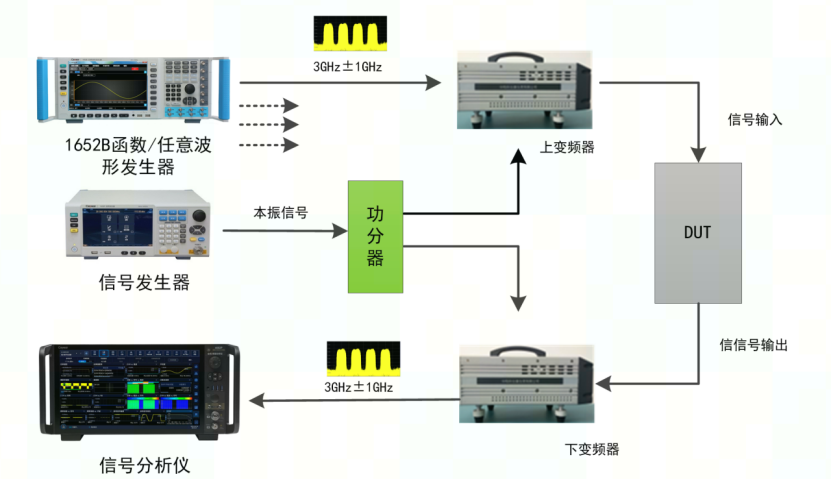 3GHz±1GHz
1652B函数/任意波
形发生器
上变频器
信号输入
本振信号
功
分
器
DUT
信号发生器
信信号输出
3GHz±1GHz
下变频器
信号分析仪